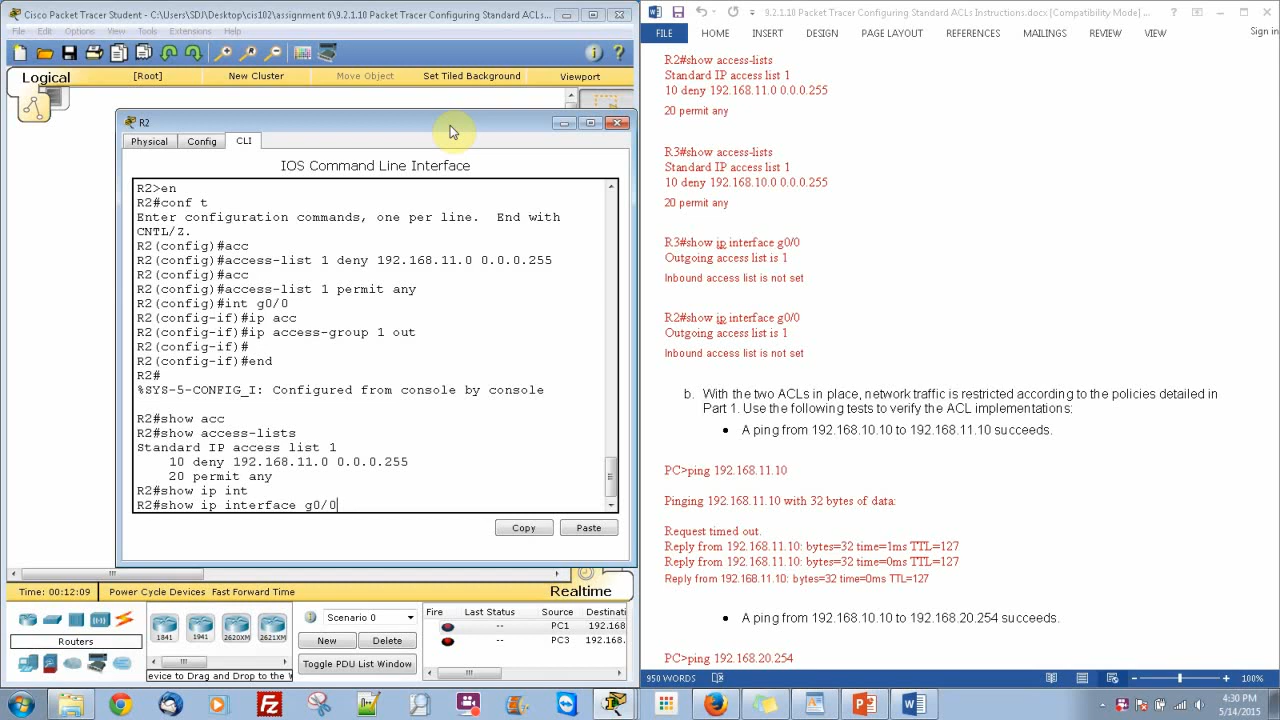 Cisco Packet Tracer Student - C:\Users\SDJ\Desktop\cis102\assignment 6\9.2.1.10 Packet Tracer Configuring Standard ACLs...
File Edit Options View Tools Extensions Help
Logical [Root] New Cluster Move Object Set Tiled Background Viewport
R2
Physical Config CLI
IOS Command Line Interface
R2>en
R2#conf t
Enter configuration commands, one per line. End with
CNTL/Z.
R2(config)#acc
R2(config)#access-list 1 deny 192.168.11.0 0.0.0.255
R2(config)#acc
R2(config)#access-list 1 permit any
R2(config)#int g0/0
R2(config-if)#ip acc
R2(config-if)#ip access-group 1 out
R2(config-if)#
R2(config-if)#end
R2#
%SYS-5-CONFIG_I: Configured from console by console
R2#show acc
R2#show access-lists
Standard IP access list 1
10 deny 192.168.11.0 0.0.0.255
20 permit any
R2#show ip int
R2#show ip interface g0/0
Copy Paste
Time: 00:12:09 Power Cycle Devices Fast Forward Time Realtime
1841 1941 2620XM 2621XM
Routers
evice to Drag and Drop to the W
Scenario 0
New Delete
Toggle PDU List Window
Fire Last Status Source Destinati
-- PC1 192.168
-- PC3 192.168.
9.2.1.10 Packet Tracer Configuring Standard ACLs Instructions.docx [Compatibility Mode] ...
FILE HOME INSERT DESIGN PAGE LAYOUT REFERENCES MAILINGS REVIEW VIEW Sign in
R2#show access-lists
Standard IP access list 1
10 deny 192.168.11.0 0.0.0.255
20 permit any
R3#show access-lists
Standard IP access list 1
10 deny 192.168.10.0 0.0.0.255
20 permit any
R3#show ip interface g0/0
Outgoing access list is 1
Inbound access list is not set
R2#show ip interface g0/0
Outgoing access list is 1
Inbound access list is not set
b. With the two ACLs in place, network traffic is restricted according to the policies detailed in
Part 1. Use the following tests to verify the ACL implementations:
• A ping from 192.168.10.10 to 192.168.11.10 succeeds.
PC>ping 192.168.11.10
Pinging 192.168.11.10 with 32 bytes of data:
Request timed out.
Reply from 192.168.11.10: bytes=32 time=1ms TTL=127
Reply from 192.168.11.10: bytes=32 time=0ms TTL=127
Reply from 192.168.11.10: bytes=32 time=0ms TTL=127
• A ping from 192.168.10.10 to 192.168.20.254 succeeds.
PC>ping 192.168.20.254
950 WORDS 100%
4:30 PM
5/14/2015